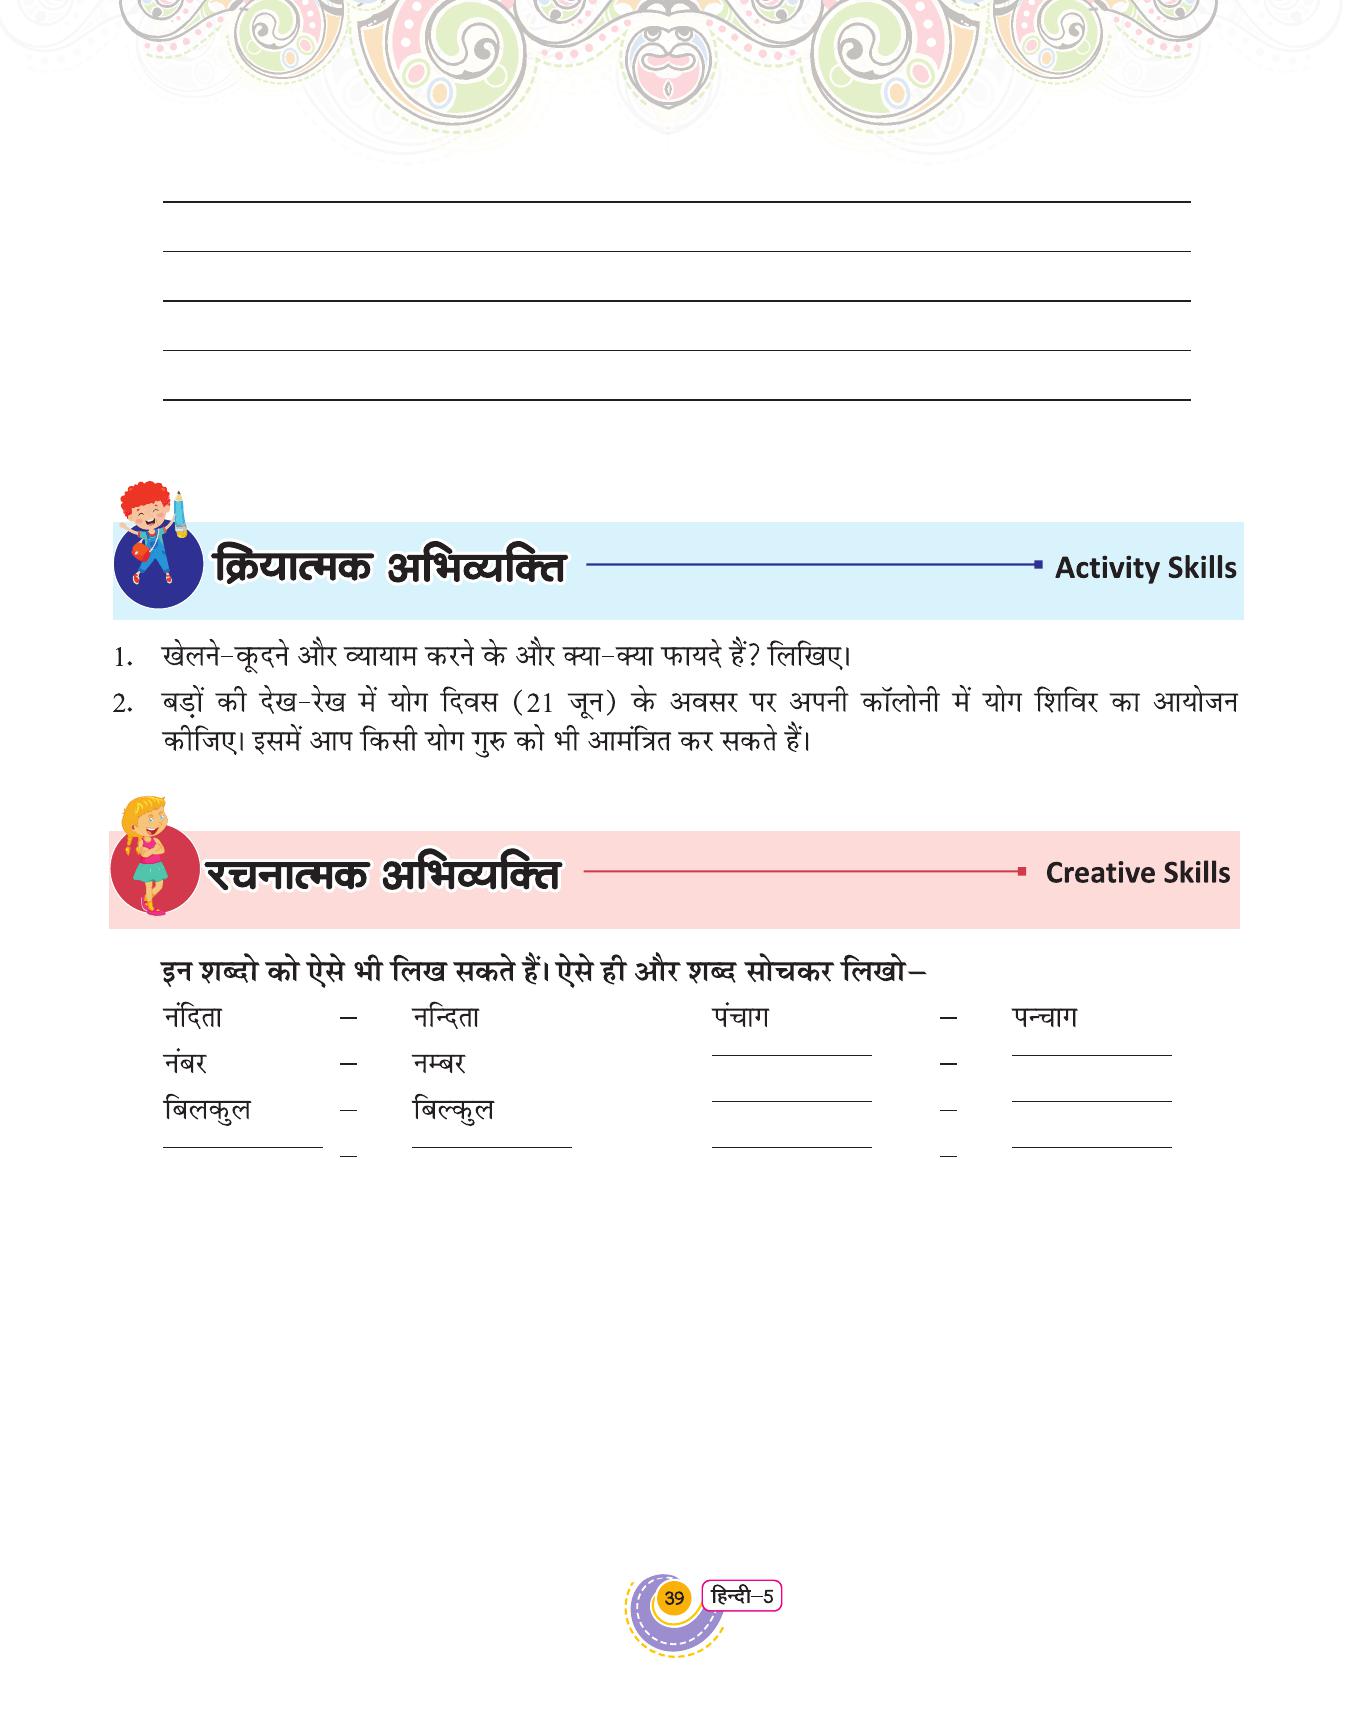 क्रियात्मक अभिव्यक्ति Activity Skills
1. खेलने-कूदने और व्यायाम करने के और क्या-क्या फायदे हैं? लिखिए।
2. बड़ों की देख-रेख में योग दिवस (21 जून) के अवसर पर अपनी कॉलोनी में योग शिविर का आयोजन
कीजिए। इसमें आप किसी योग गुरु को भी आमंत्रित कर सकते हैं।
रचनात्मक अभिव्यक्ति Creative Skills
इन शब्दो को ऐसे भी लिख सकते हैं। ऐसे ही और शब्द सोचकर लिखो–
नंदिता – नन्दिता पंचाग – पन्चाग
नंबर – नम्बर –
बिलकुल – बिल्कुल –
– –
39 हिन्दी–5